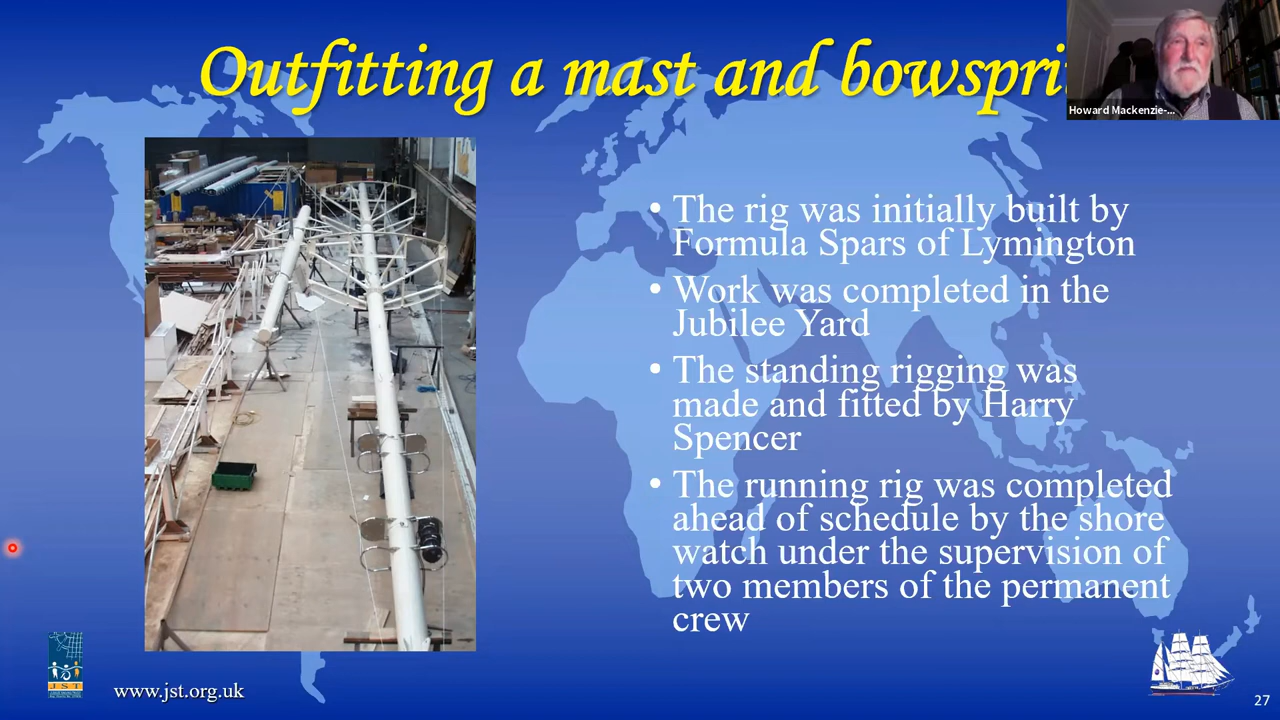 Outfitting a mast and bowsprit
Howard Mackenzie-...
• The rig was initially built by
Formula Spars of Lymington
• Work was completed in the
Jubilee Yard
• The standing rigging was
made and fitted by Harry
Spencer
• The running rig was completed
ahead of schedule by the shore
watch under the supervision of
two members of the permanent
crew
JST
www.jst.org.uk
27